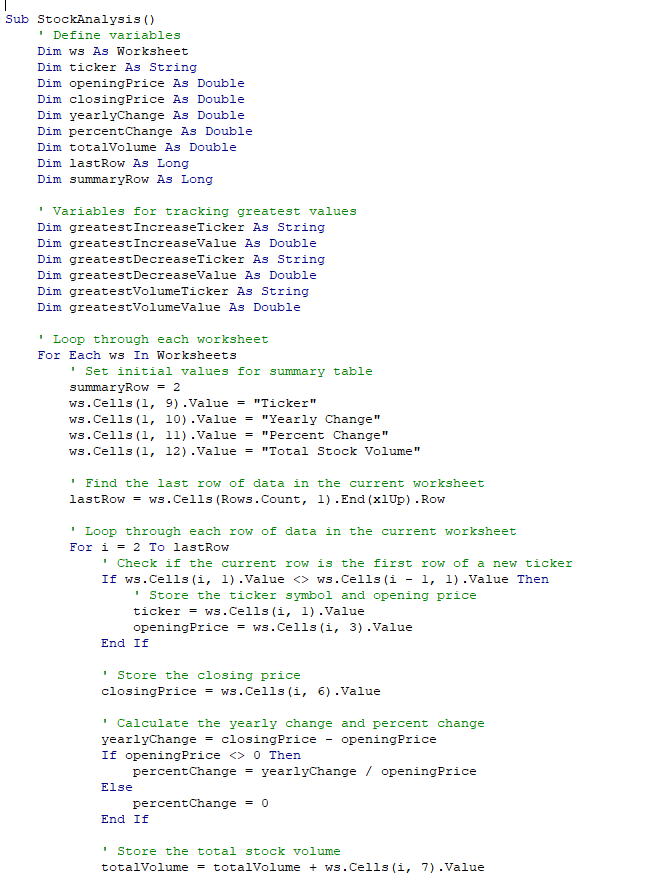 Sub StockAnalysis()
' Define variables
Dim ws As Worksheet
Dim ticker As String
Dim openingPrice As Double
Dim closingPrice As Double
Dim yearlyChange As Double
Dim percentChange As Double
Dim totalVolume As Double
Dim lastRow As Long
Dim summaryRow As Long
' Variables for tracking greatest values
Dim greatestIncreaseTicker As String
Dim greatestIncreaseValue As Double
Dim greatestDecreaseTicker As String
Dim greatestDecreaseValue As Double
Dim greatestVolumeTicker As String
Dim greatestVolumeValue As Double
' Loop through each worksheet
For Each ws In Worksheets
' Set initial values for summary table
summaryRow = 2
ws.Cells(1, 9).Value = "Ticker"
ws.Cells(1, 10).Value = "Yearly Change"
ws.Cells(1, 11).Value = "Percent Change"
ws.Cells(1, 12).Value = "Total Stock Volume"
' Find the last row of data in the current worksheet
lastRow = ws.Cells(Rows.Count, 1).End(xlUp).Row
' Loop through each row of data in the current worksheet
For i = 2 To lastRow
' Check if the current row is the first row of a new ticker
If ws.Cells(i, 1).Value <> ws.Cells(i - 1, 1).Value Then
' Store the ticker symbol and opening price
ticker = ws.Cells(i, 1).Value
openingPrice = ws.Cells(i, 3).Value
End If
' Store the closing price
closingPrice = ws.Cells(i, 6).Value
' Calculate the yearly change and percent change
yearlyChange = closingPrice - openingPrice
If openingPrice <> 0 Then
percentChange = yearlyChange / openingPrice
Else
percentChange = 0
End If
' Store the total stock volume
totalVolume = totalVolume + ws.Cells(i, 7).Value